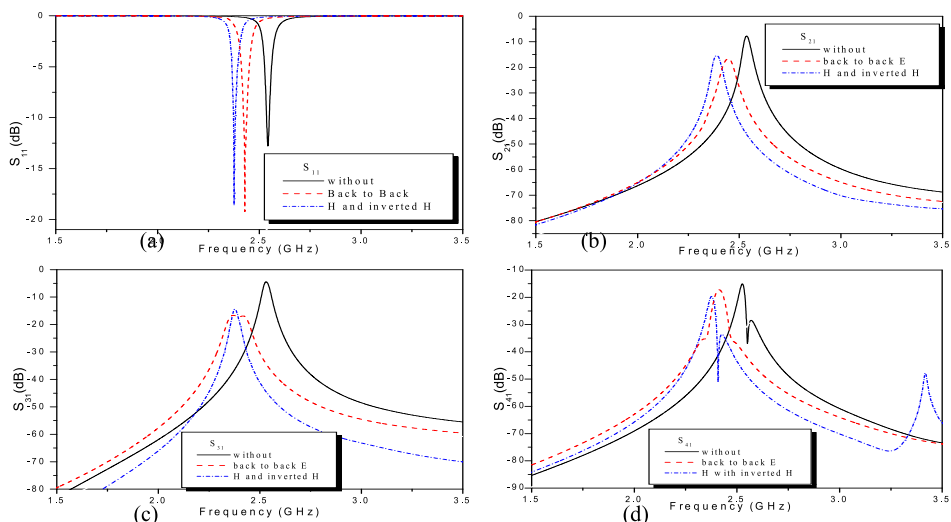 0
-5
-10
-15
-20
S11(dB)
S11
without
Back to Back
H and inverted H
1.5 2.0 2.5 3.0 3.5
(a)
Frequency (GHz)
0
-10
-20
-30
-40
-50
-60
-70
-80
S21(dB)
S21
without
back to back E
H and inverted H
1.5 2.0 2.5 3.0 3.5
(b)
Frequency (GHz)
0
-10
-20
-30
-40
-50
-60
-70
-80
S31(dB)
S31
without
back to back E
H and inverted H
1.5 2.0 2.5 3.0 3.5
(c)
Frequency (GHz)
-10
-20
-30
-40
-50
-60
-70
-80
-90
S41(dB)
S41
without
back to back E
H with inverted H
1.5 2.0 2.5 3.0 3.5
Frequency (GHz)
(d)